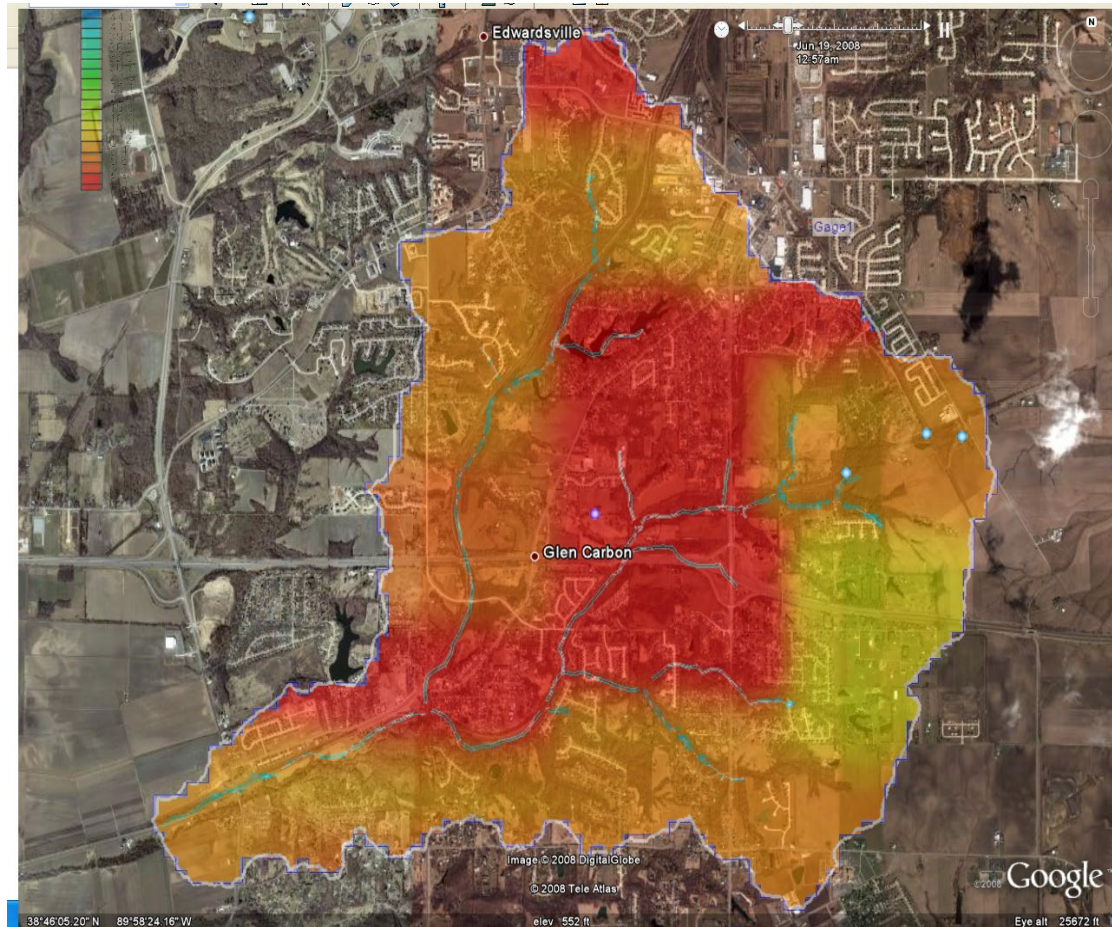 Edwardsville
N
Jun 19, 2008
12:57am
Gage1
Glen Carbon
Image © 2008 DigitalGlobe
© 2008 Tele Atlas
©2008 Google
38°46'05.20" N 89°58'24.16" W elev 552 ft Eye alt 25672 ft